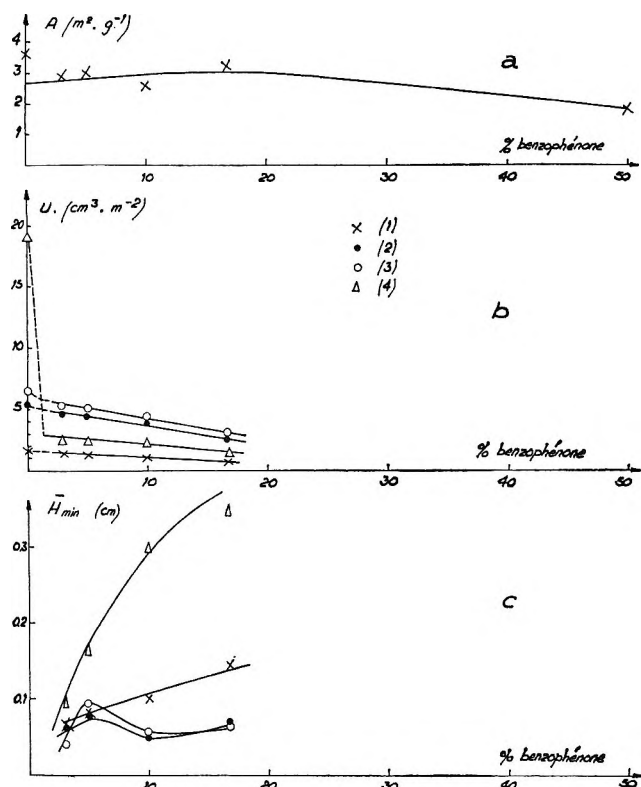 A (m². g⁻¹)
4
3
2
1
a
% benzophénone
10 20 30 40 50
U. (cm³. m⁻²)
20
15
10
5
× (1)
● (2)
○ (3)
△ (4)
b
% benzophénone
10 20 30 40 50
H̄min (cm)
0.3
0.2
0.1
c
% benzophénone
10 20 30 40 50